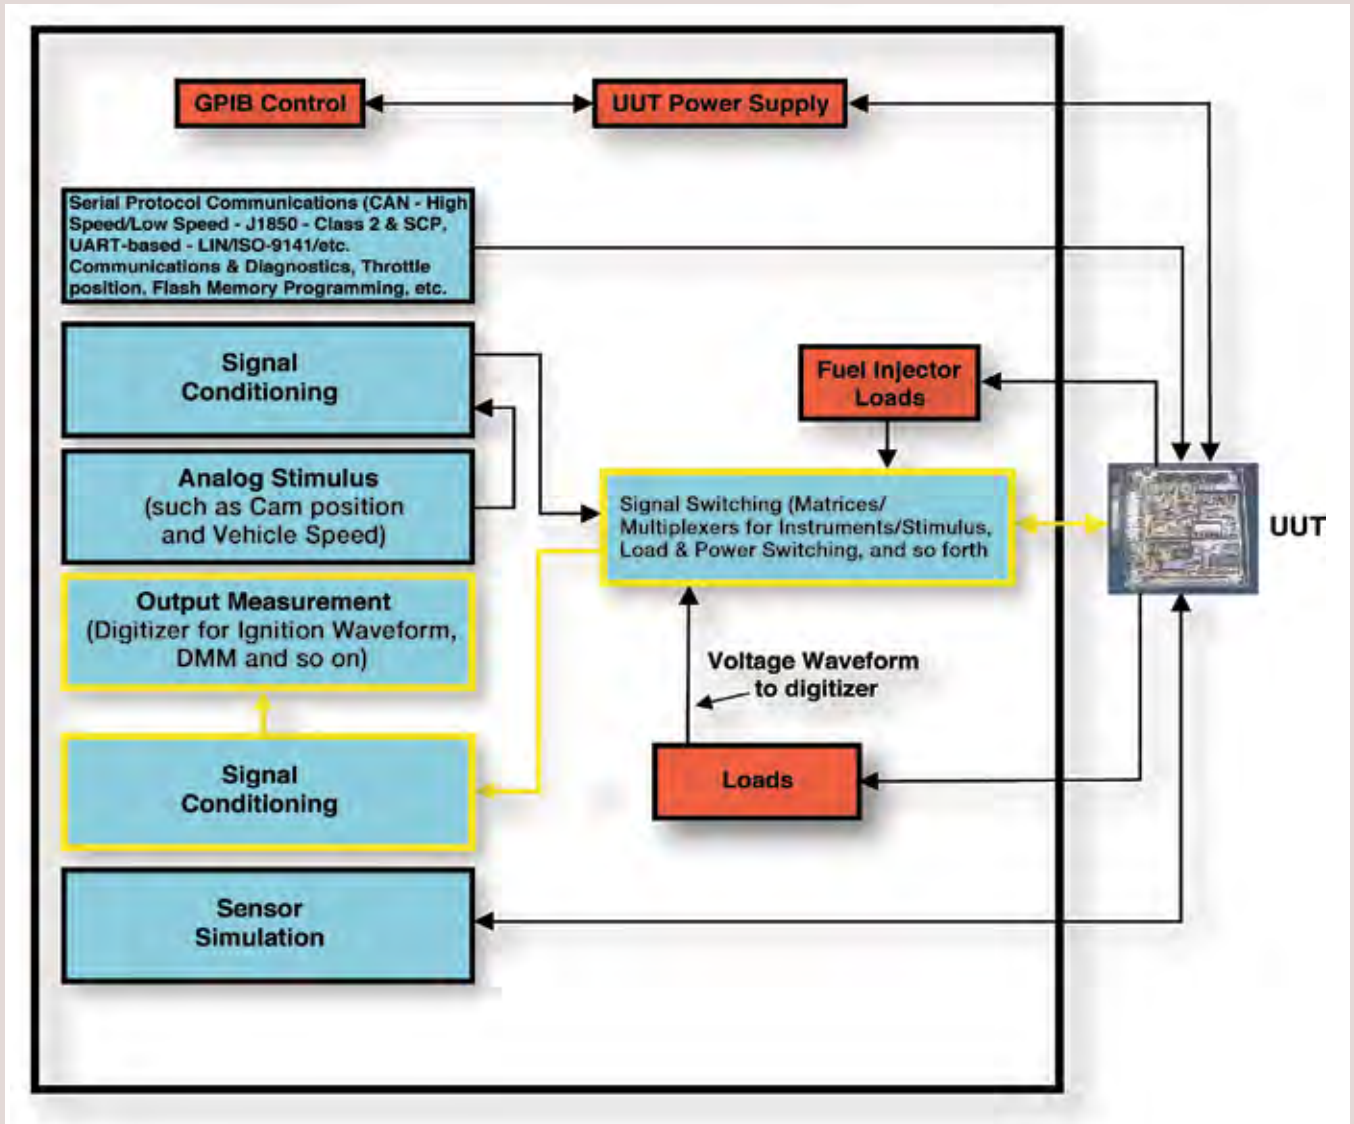 GPIB Control
UUT Power Supply
Serial Protocol Communications (CAN - High
Speed/Low Speed - J1850 - Class 2 & SCP,
UART-based - LIN/ISO-9141/etc.
Communications & Diagnostics, Throttle
position, Flash Memory Programming, etc.
Signal
Conditioning
Fuel Injector
Loads
Analog Stimulus
(such as Cam position
and Vehicle Speed)
Signal Switching (Matrices/
Multiplexers for Instruments/Stimulus,
Load & Power Switching, and so forth
UUT
Output Measurement
(Digitizer for Ignition Waveform,
DMM and so on)
Voltage Waveform
to digitizer
Signal
Conditioning
Loads
Sensor
Simulation